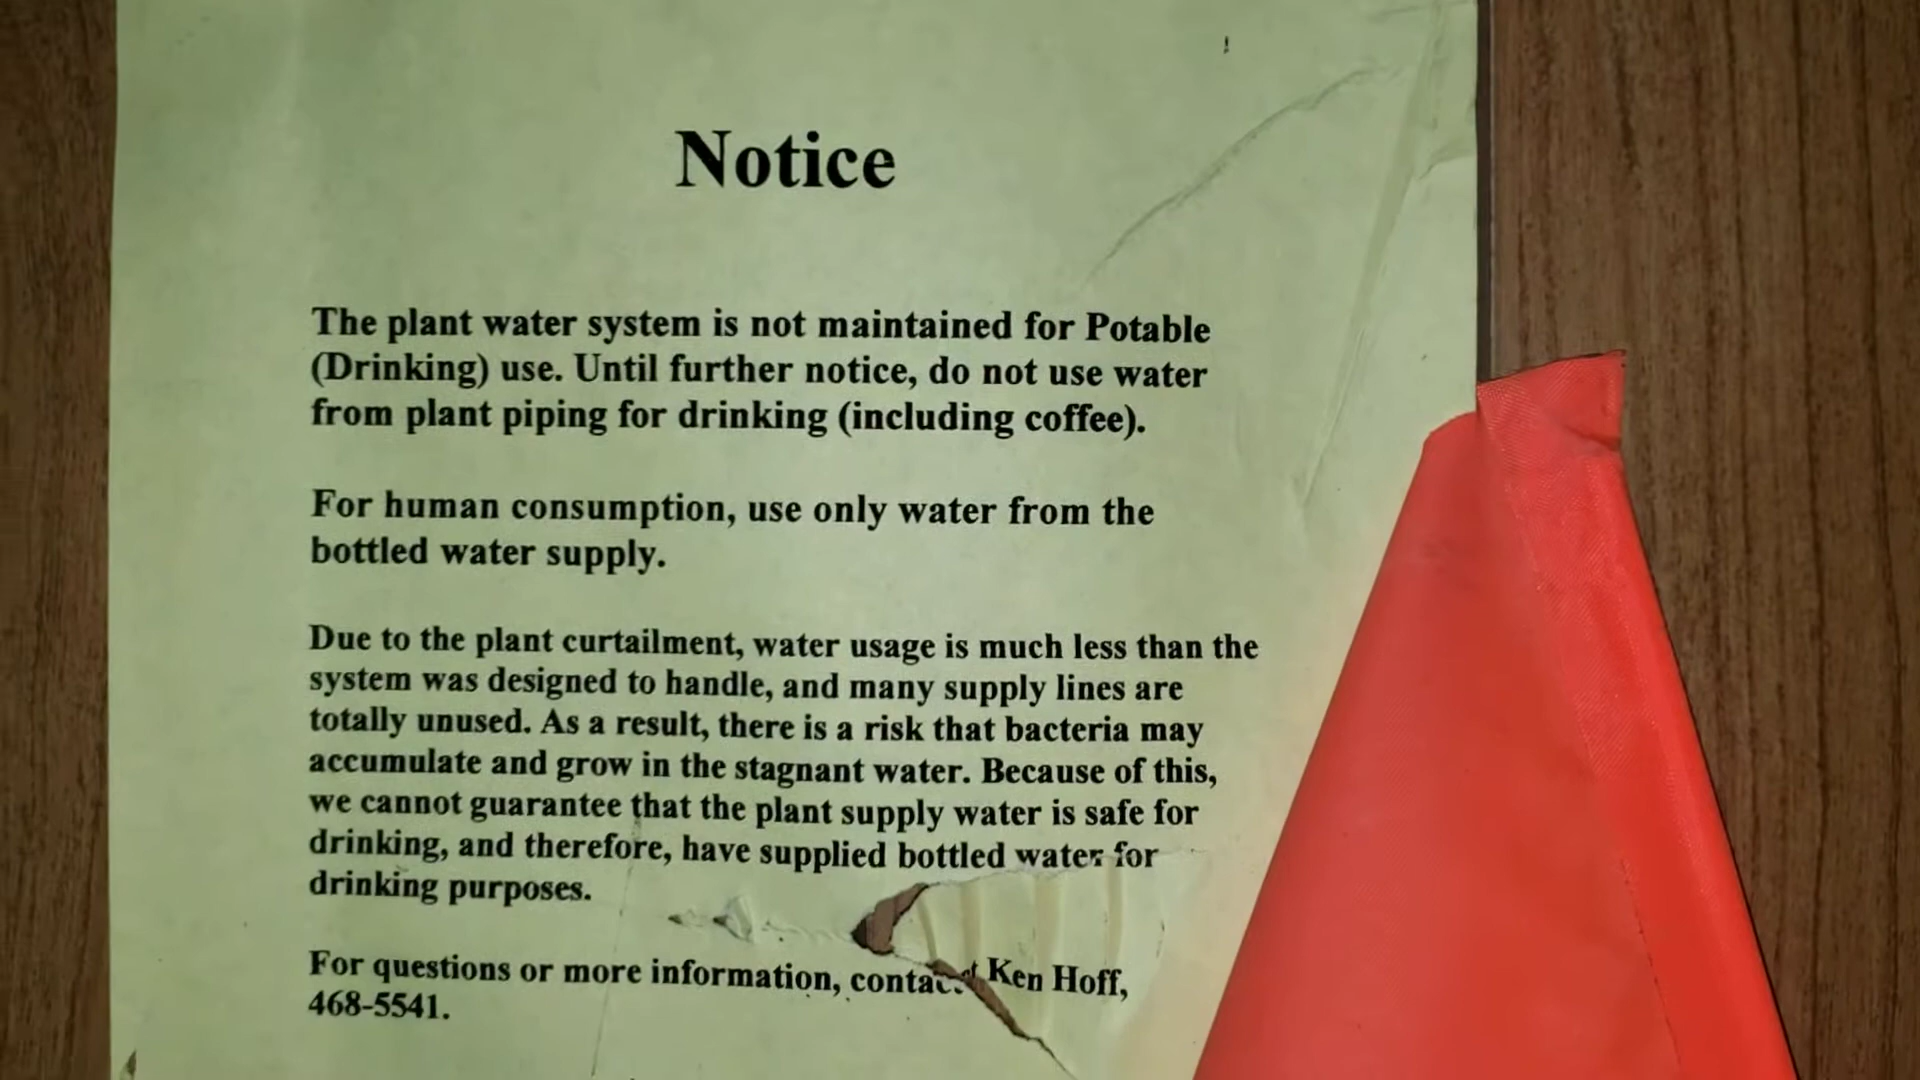 Notice
The plant water system is not maintained for Potable
(Drinking) use. Until further notice, do not use water
from plant piping for drinking (including coffee).
For human consumption, use only water from the
bottled water supply.
Due to the plant curtailment, water usage is much less than the
system was designed to handle, and many supply lines are
totally unused. As a result, there is a risk that bacteria may
accumulate and grow in the stagnant water. Because of this,
we cannot guarantee that the plant supply water is safe for
drinking, and therefore, have supplied bottled water for
drinking purposes.
For questions or more information, contact Ken Hoff,
468-5541.